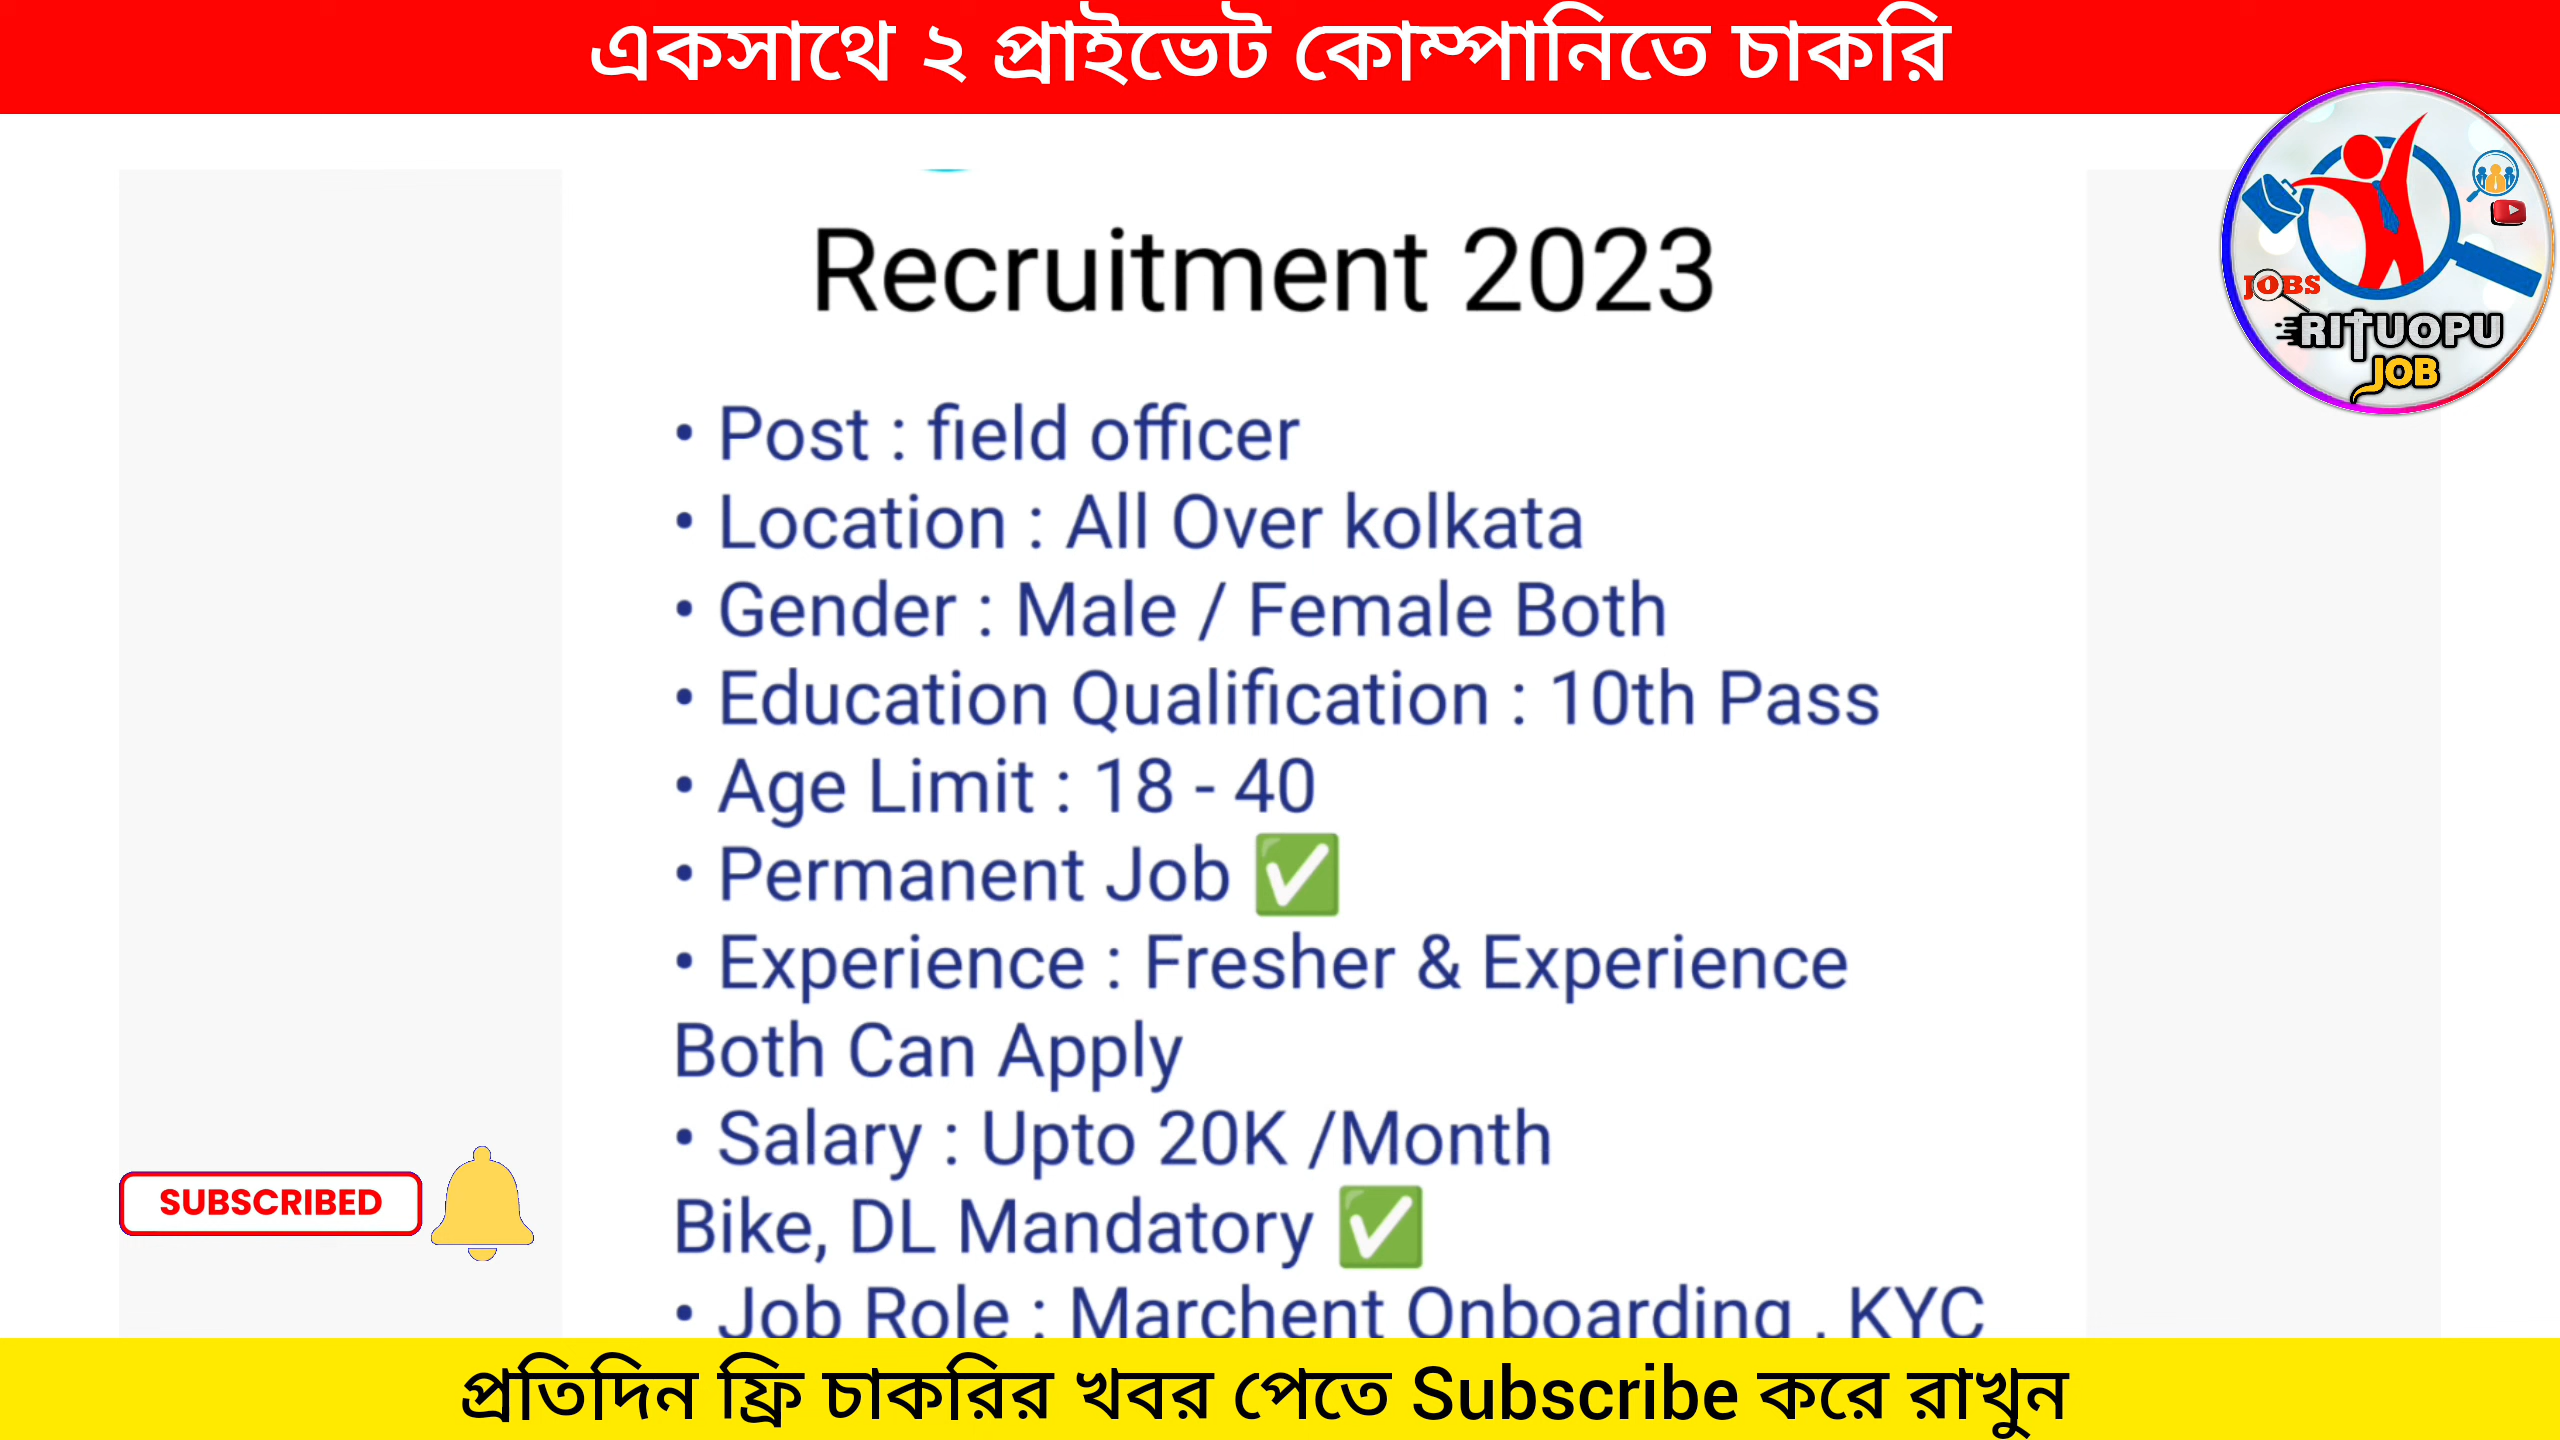 একসাথে ২ প্রাইভেট কোম্পানিতে চাকরি
Recruitment 2023
JOBS
RITUOPU
JOB
• Post : field officer
• Location : All Over kolkata
• Gender : Male / Female Both
• Education Qualification : 10th Pass
• Age Limit : 18 - 40
• Permanent Job ✅
• Experience : Fresher & Experience
Both Can Apply
• Salary : Upto 20K /Month
Bike, DL Mandatory ✅
SUBSCRIBED
• Job Role : Marchent Onboarding , KYC
প্রতিদিন ফ্রি চাকরির খবর পেতে Subscribe করে রাখুন